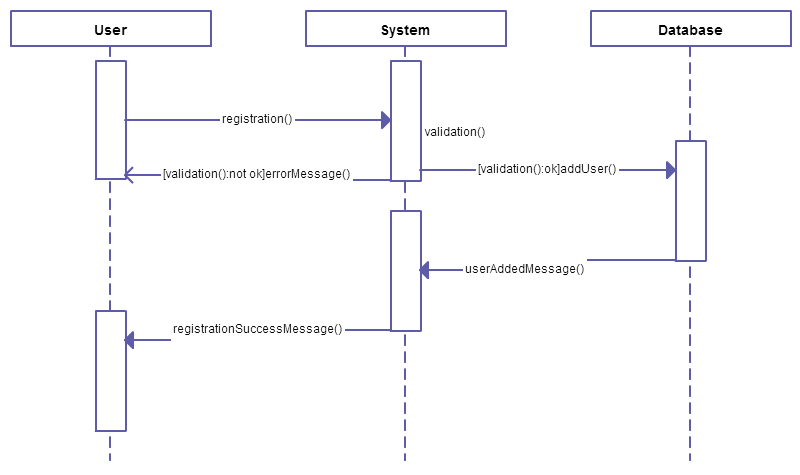 User
System
Database
registration()
validation()
[validation():ok]addUser()
[validation():not ok]errorMessage()
userAddedMessage()
registrationSuccessMessage()